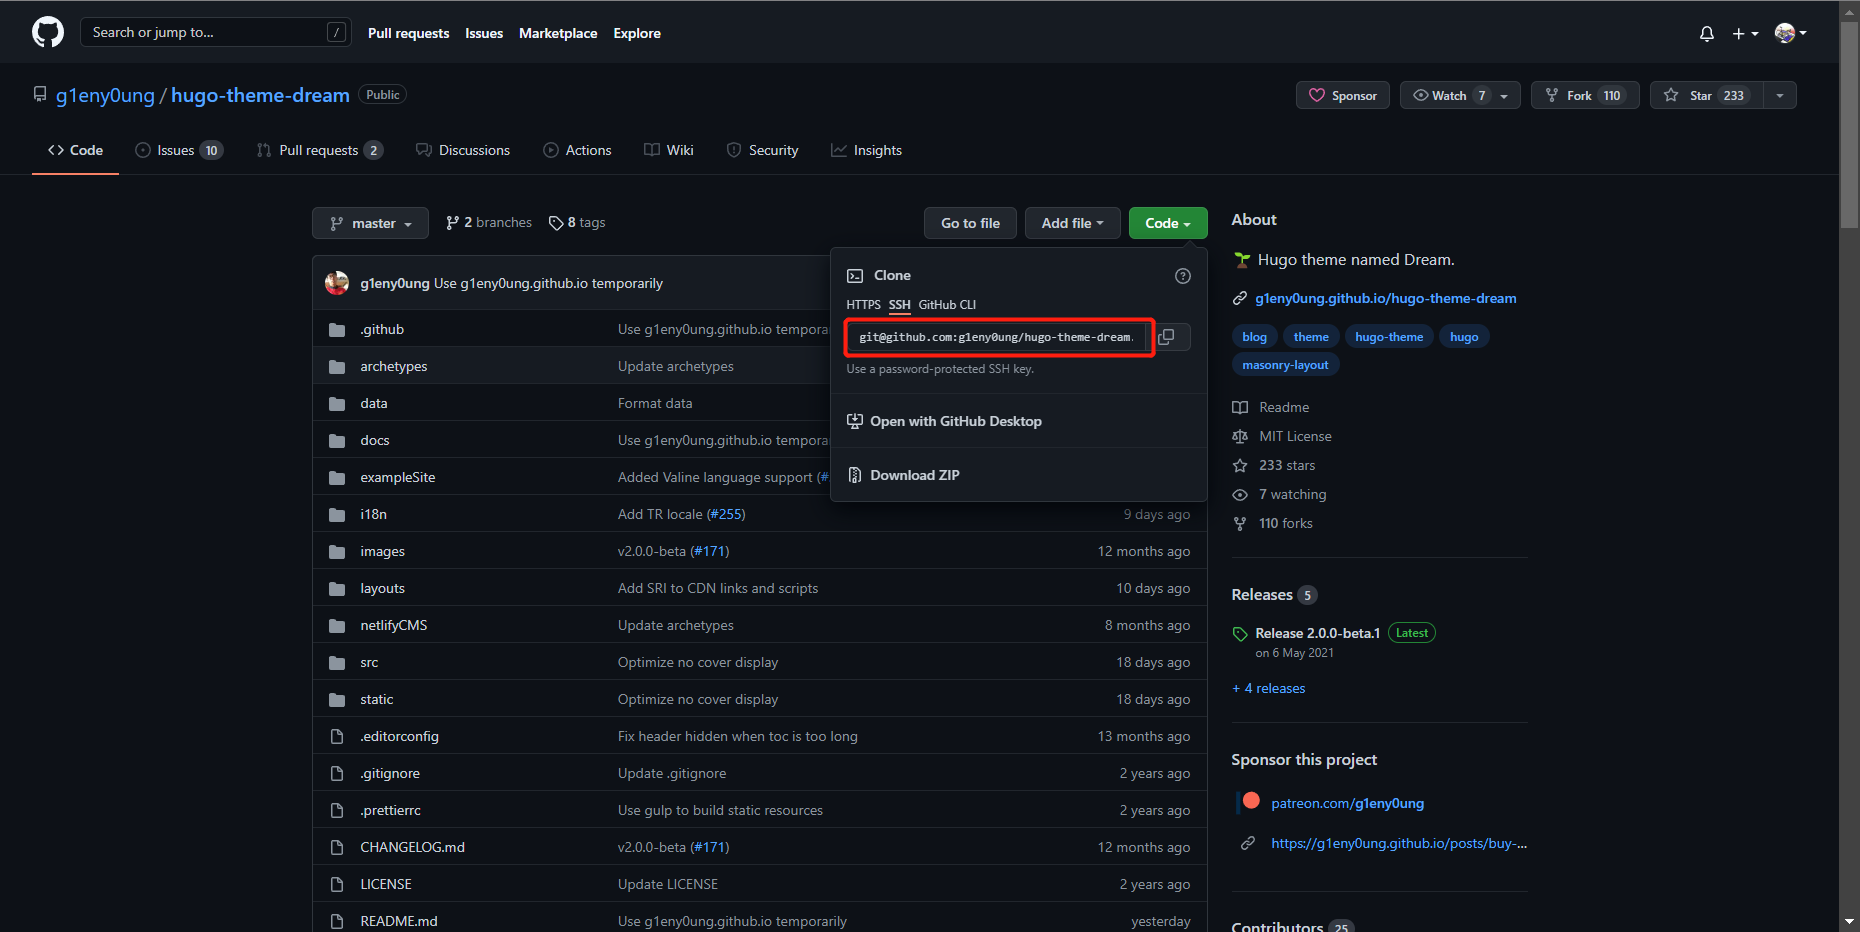 Search or jump to... /
Pull requests Issues Marketplace Explore
g1eny0ung / hugo-theme-dream Public
Sponsor Watch 7 Fork 110 Star 233
Code Issues 10 Pull requests 2 Discussions Actions Wiki Security Insights
master 2 branches 8 tags Go to file Add file Code
g1eny0ung Use g1eny0ung.github.io temporarily
.github Use g1eny0ung.github.io tempora
archetypes Update archetypes
data Format data
docs Use g1eny0ung.github.io tempora
exampleSite Added Valine language support (#
i18n Add TR locale (#255) 9 days ago
images v2.0.0-beta (#171) 12 months ago
layouts Add SRI to CDN links and scripts 10 days ago
netlifyCMS Update archetypes 8 months ago
src Optimize no cover display 18 days ago
static Optimize no cover display 18 days ago
.editorconfig Fix header hidden when toc is too long 13 months ago
.gitignore Update .gitignore 2 years ago
.prettierrc Use gulp to build static resources 2 years ago
CHANGELOG.md v2.0.0-beta (#171) 12 months ago
LICENSE Update LICENSE 2 years ago
README.md Use g1eny0ung.github.io temporarily yesterday
Clone
HTTPS SSH GitHub CLI
git@github.com:g1eny0ung/hugo-theme-dream.
Use a password-protected SSH key.
Open with GitHub Desktop
Download ZIP
About
Hugo theme named Dream.
g1eny0ung.github.io/hugo-theme-dream
blog theme hugo-theme hugo
masonry-layout
Readme
MIT License
233 stars
7 watching
110 forks
Releases 5
Release 2.0.0-beta.1 Latest
on 6 May 2021
+ 4 releases
Sponsor this project
patreon.com/g1eny0ung
https://g1eny0ung.github.io/posts/buy-...
Contributors 25